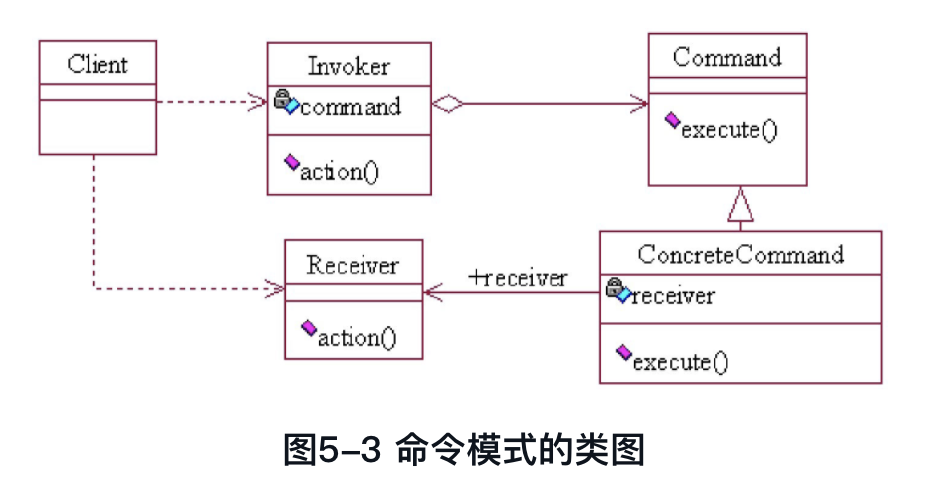 Client
Invoker
command
action()
Command
execute()
Receiver
action()
+receiver
ConcreteCommand
receiver
execute()
图5-3 命令模式的类图